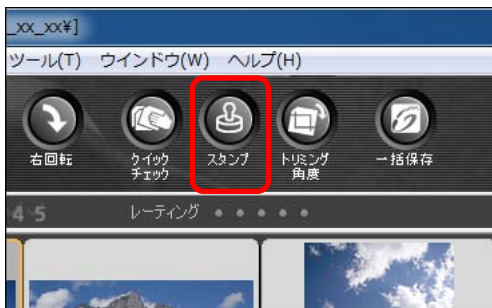 _xx_xx¥]
ツール(T) ウインドウ(W) ヘルプ(H)
右回転 クイック スタンプ トリミング 一括保存
チェック 角度
4 5 レーティング